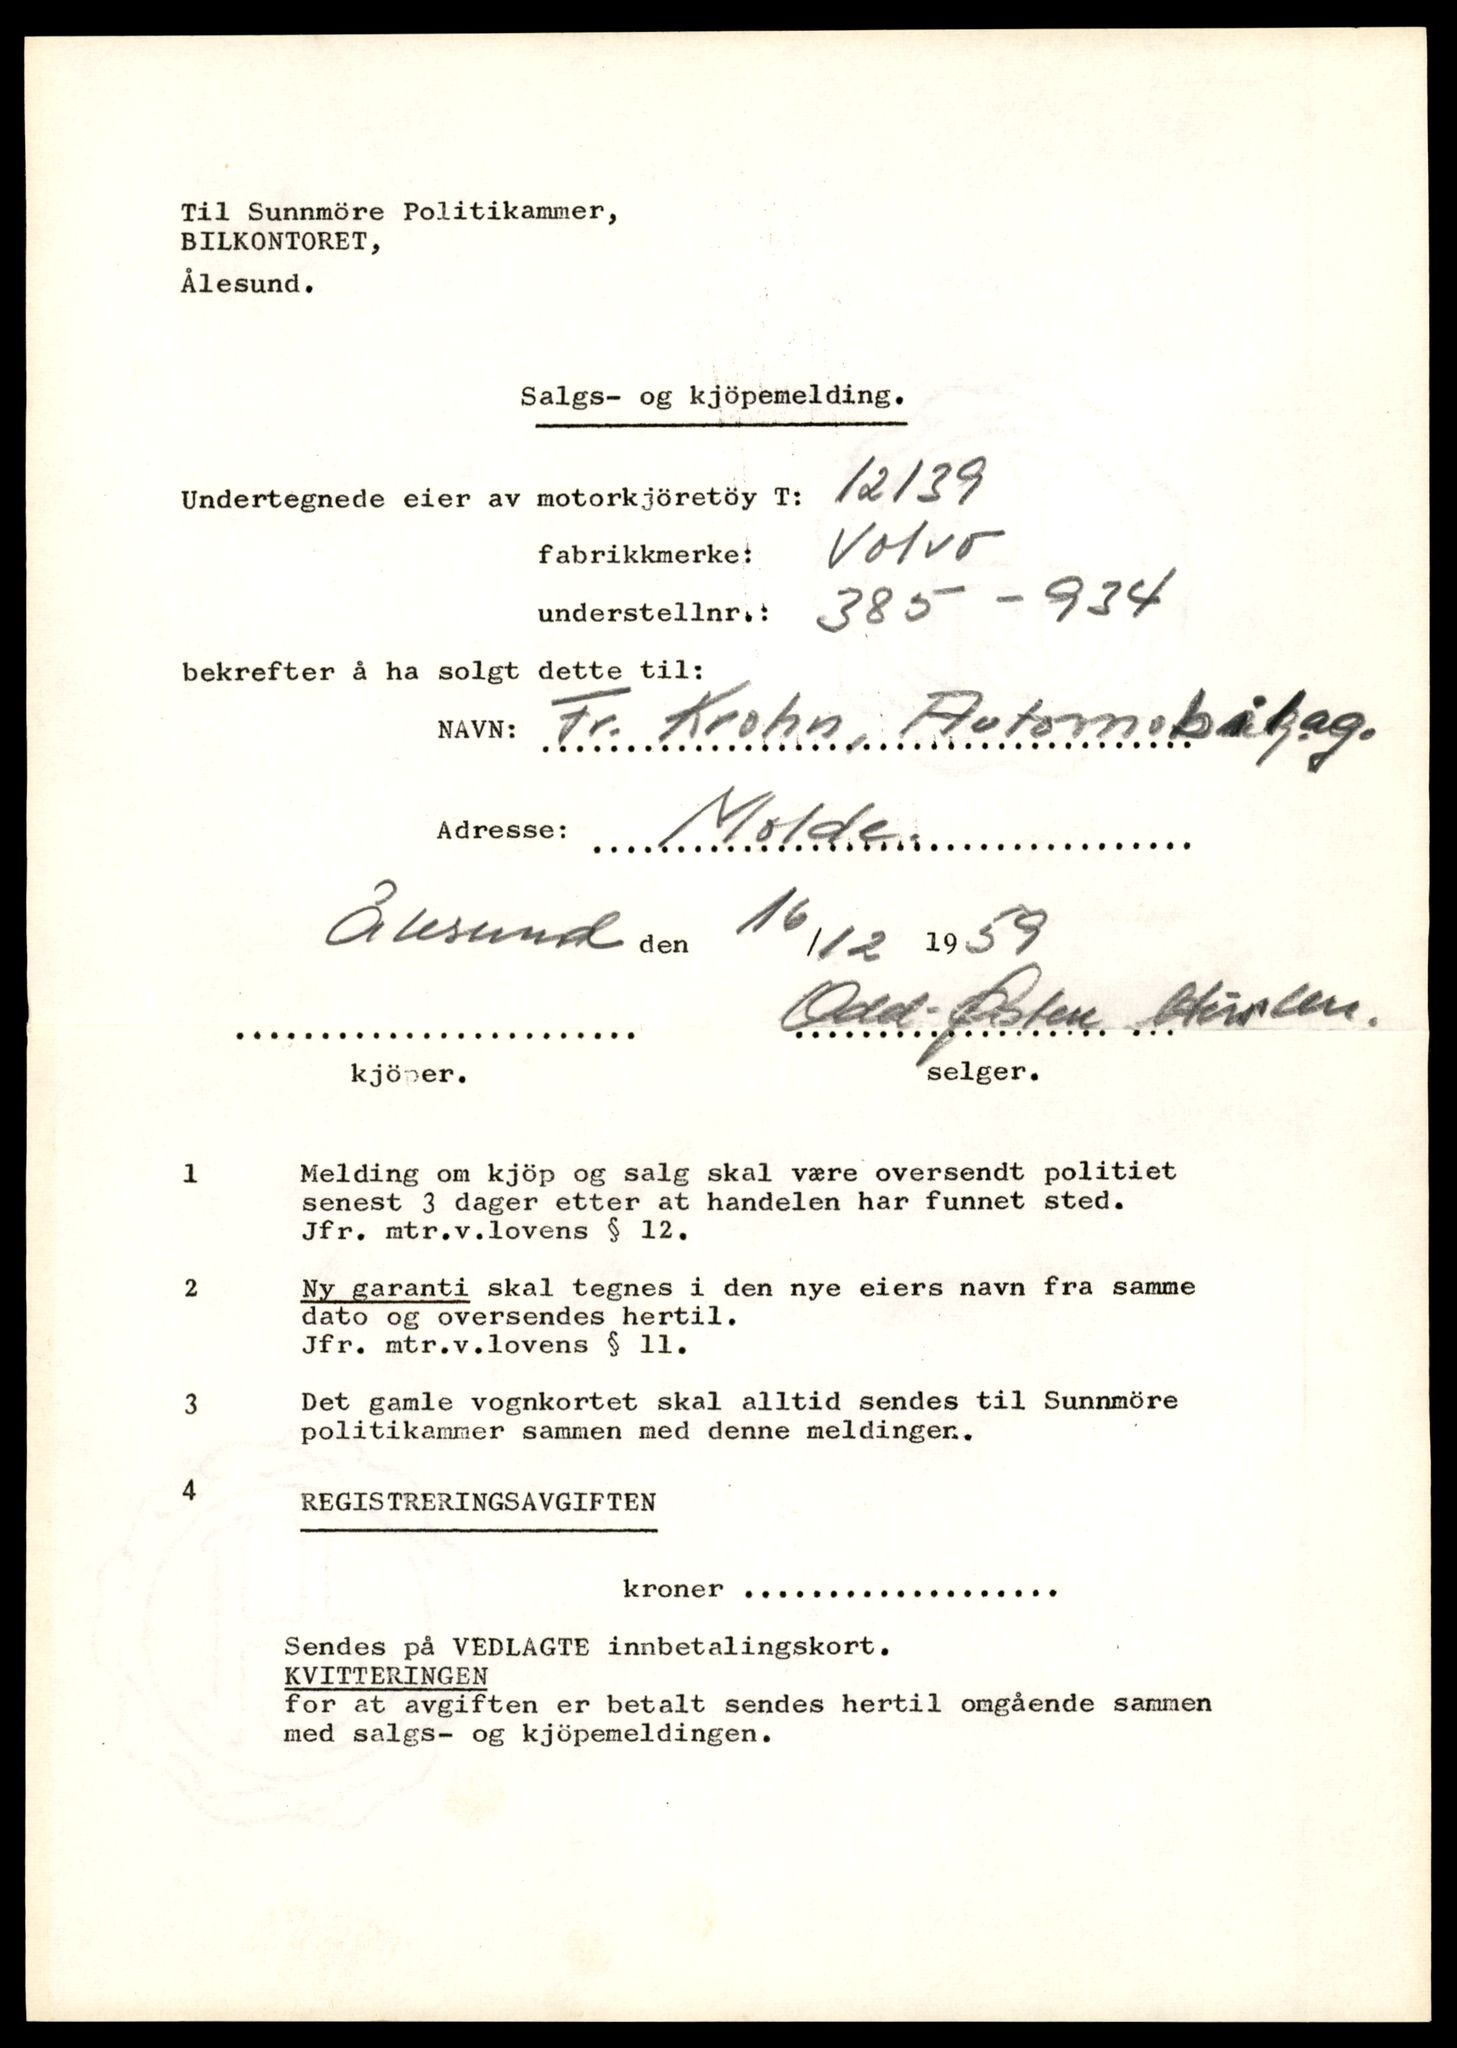 Til Sunnmöre Politikammer,
BILKONTORET,
Ålesund.
Salgs- og kjöpemelding.
Undertegnede eier av motorkjöretöy T: 12139
fabrikkmerke: Volvo
understellnr.: 385 - 934
bekrefter å ha solgt dette til:
NAVN: Fr. Krohn, Automobilforr.
Adresse: Molde.
Ålesund den 16/12 1959
Odd-Østen
kjöper. selger.
1 Melding om kjöp og salg skal være oversendt politiet
senest 3 dager etter at handelen har funnet sted.
Jfr. mtr.v.lovens § 12.
2 Ny garanti skal tegnes i den nye eiers navn fra samme
dato og oversendes hertil.
Jfr. mtr.v.lovens § 11.
3 Det gamle vognkortet skal alltid sendes til Sunnmöre
politikammer sammen med denne meldingen.
4 REGISTRERINGSAVGIFTEN
kroner ...................
Sendes på VEDLAGTE innbetalingskort.
KVITTERINGEN
for at avgiften er betalt sendes hertil omgående sammen
med salgs- og kjöpemeldingen.